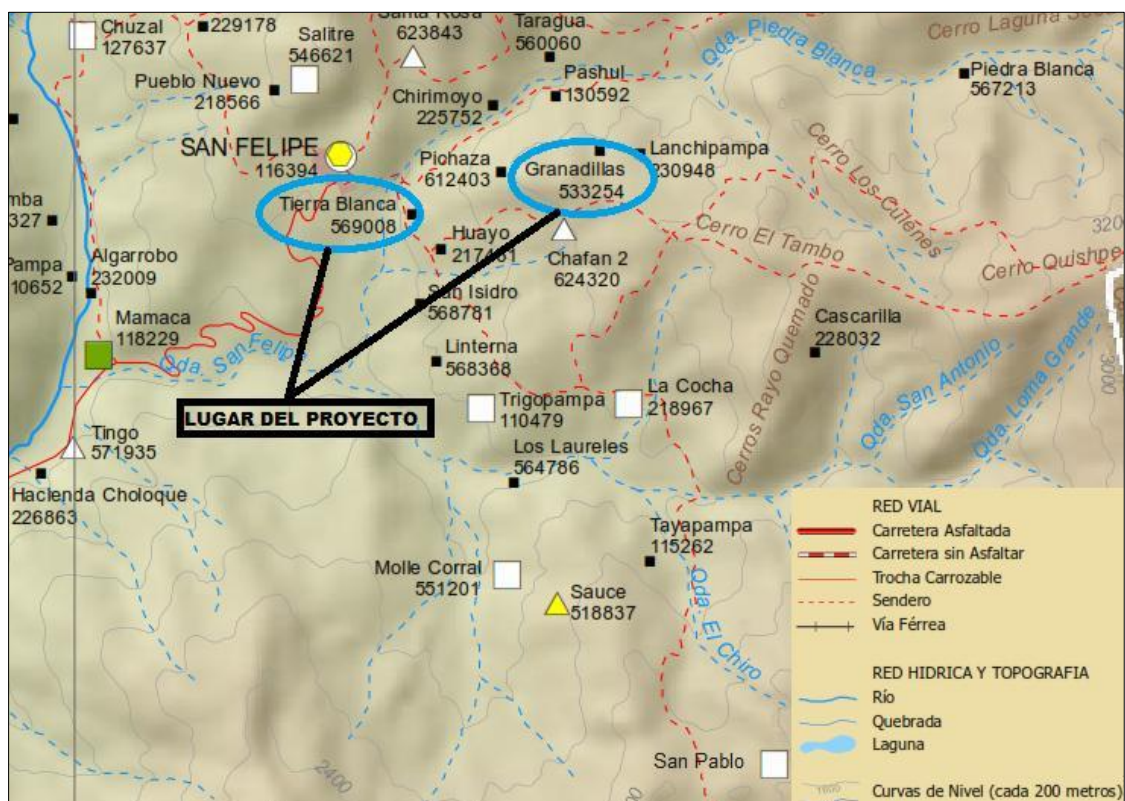 Chuzal
127637
229178
Salitre
546621
Santa Rosa
623843
Taragua
560060
Cerro Laguna
Qda. Piedra Blanca
Pueblo Nuevo
218566
Chirimoyo
225752
Pashul
130592
Piedra Blanca
567213
SAN FELIPE
116394
Pichaza
612403
Granadillas
533254
Lanchipampa
230948
Cerro Los Culénes
mba
327
Tierra Blanca
569008
Huayo
Chafan 2
624320
Cerro El Tambo
320
Cerro Quishpe
Pampa
10652
Algarrobo
232009
San Isidro
568781
Cascarilla
228032
Mamaca
118229
Qda. San Felipe
Linterna
568368
Cerros Rayo Quemado
Qda. San Antonio
Qda. Loma Grande
3000
LUGAR DEL PROYECTO
Trigopampa
110479
La Cocha
218967
Tingo
571935
Los Laureles
564786
Hacienda Choloque
226863
Tayapampa
115262
Molle Corral
551201
Sauce
518837
Qda. El Chiro
2400
San Pablo
RED VIAL
Carretera Asfaltada
Carretera sin Asfaltar
Trocha Carrozable
Sendero
Vía Férrea
RED HIDRICA Y TOPOGRAFIA
Río
Quebrada
Laguna
1800
Curvas de Nivel (cada 200 metros)